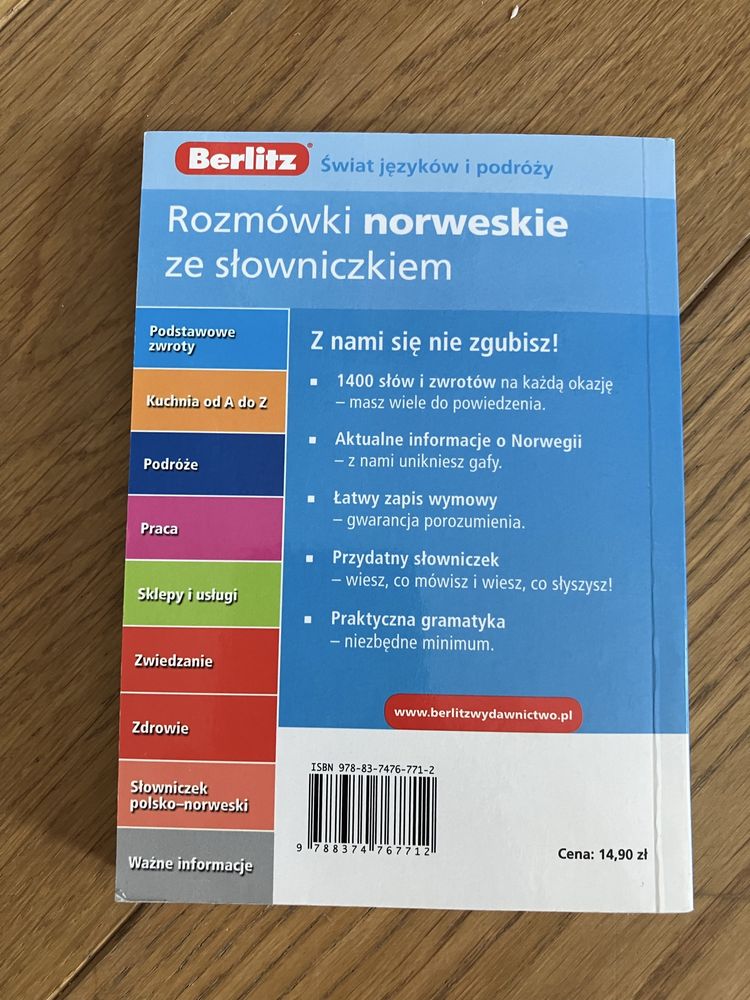 Berlitz® Świat języków i podróży
Rozmówki norweskie
ze słowniczkiem
Podstawowe
zwroty
Kuchnia od A do Z
Podróże
Praca
Sklepy i usługi
Zwiedzanie
Zdrowie
Słowniczek
polsko–norweski
Ważne informacje
Z nami się nie zgubisz!
▪ 1400 słów i zwrotów na każdą okazję
– masz wiele do powiedzenia.
▪ Aktualne informacje o Norwegii
– z nami unikniesz gafy.
▪ Łatwy zapis wymowy
– gwarancja porozumienia.
▪ Przydatny słowniczek
– wiesz, co mówisz i wiesz, co słyszysz!
▪ Praktyczna gramatyka
– niezbędne minimum.
www.berlitzwydawnictwo.pl
ISBN 978-83-7476-771-2
9 788374 767712
Cena: 14,90 zł